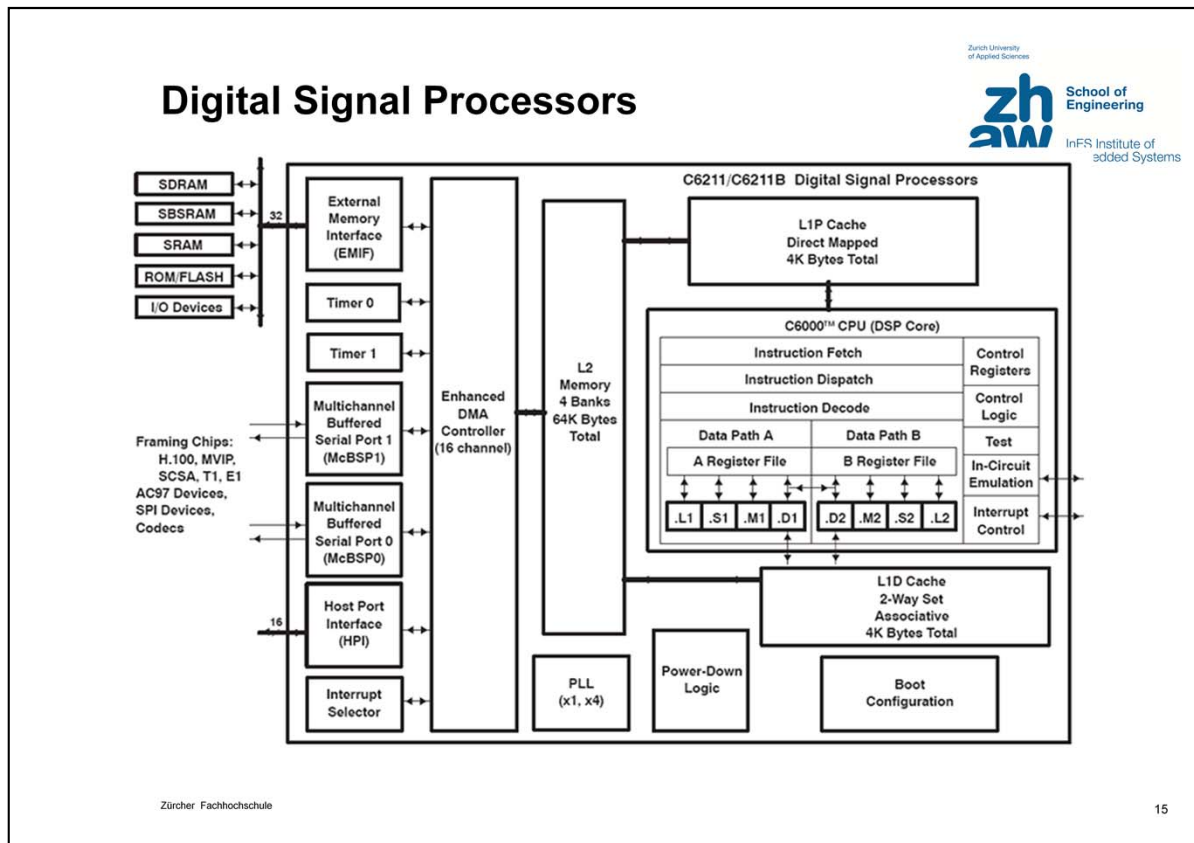 Zurich University
of Applied Sciences
Digital Signal Processors
zh
aw
School of
Engineering
InES Institute of
edded Systems
SDRAM
SBSRAM
SRAM
ROM/FLASH
I/O Devices
32
External
Memory
Interface
(EMIF)
Timer 0
Timer 1
Framing Chips:
H.100, MVIP,
SCSA, T1, E1
AC97 Devices,
SPI Devices,
Codecs
Multichannel
Buffered
Serial Port 1
(McBSP1)
Multichannel
Buffered
Serial Port 0
(McBSP0)
16
Host Port
Interface
(HPI)
Interrupt
Selector
Enhanced
DMA
Controller
(16 channel)
L2
Memory
4 Banks
64K Bytes
Total
C6211/C6211B Digital Signal Processors
L1P Cache
Direct Mapped
4K Bytes Total
C6000™ CPU (DSP Core)
Instruction Fetch
Instruction Dispatch
Instruction Decode
Data Path A
Data Path B
A Register File
B Register File
.L1 .S1 .M1 .D1
.D2 .M2 .S2 .L2
Control
Registers
Control
Logic
Test
In-Circuit
Emulation
Interrupt
Control
L1D Cache
2-Way Set
Associative
4K Bytes Total
PLL
(x1, x4)
Power-Down
Logic
Boot
Configuration
Zürcher Fachhochschule
15